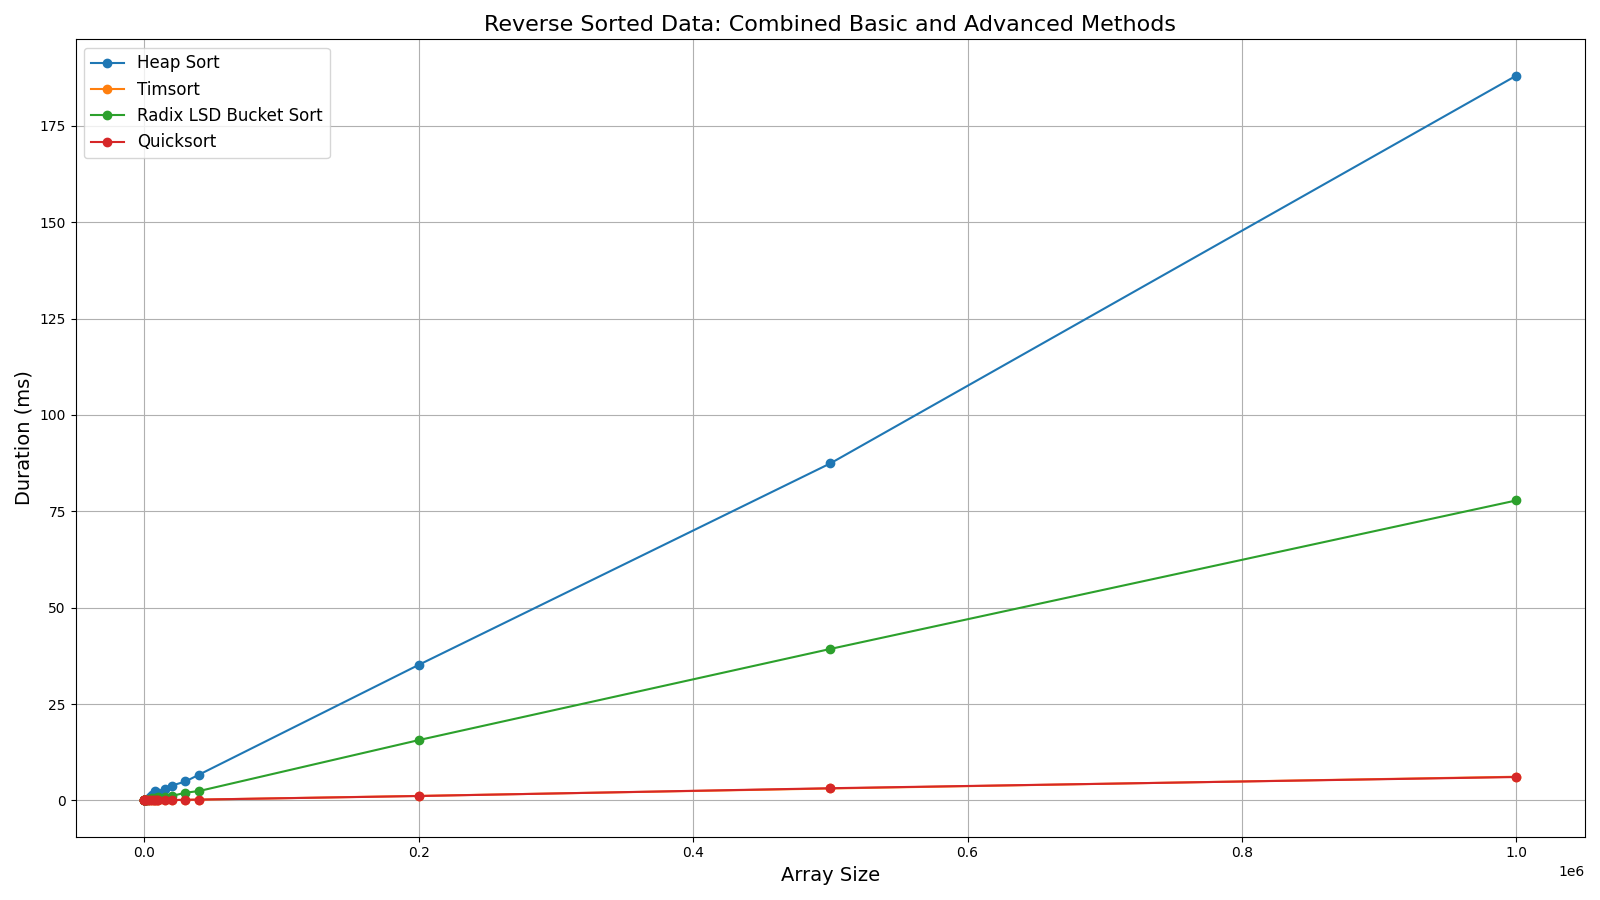 Reverse Sorted Data: Combined Basic and Advanced Methods
Heap Sort
Timsort
Radix LSD Bucket Sort
Quicksort
175
150
125
100
75
50
25
0
Duration (ms)
0.0 0.2 0.4 0.6 0.8 1.0
1e6
Array Size